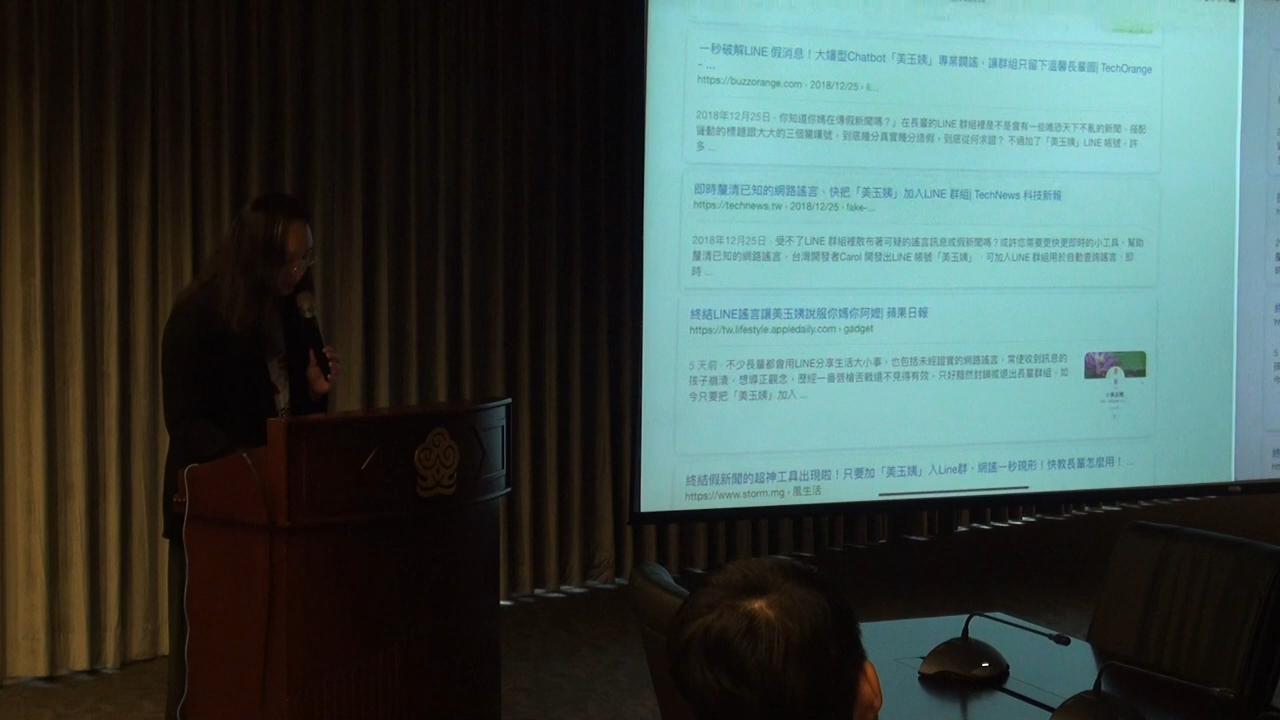 一秒破解LINE 假消息！大爆型Chatbot「美玉姨」專業闢謠，讓群組只留下溫馨長輩圖| TechOrange
- ...
https://buzzorange.com › 2018/12/25 › li...
2018年12月25日 - 你知道你媽在傳假新聞嗎？」在長輩的LINE 群組裡是不是會有一些唯恐天下不亂的新聞、搭配
聳動的標題跟大大的三個驚嘆號，到底幾分真實幾分造假，到底從何求證？ 不過加了「美玉姨」LINE 帳號，許
多 ...
即時釐清已知的網路謠言、快把「美玉姨」加入LINE 群組| TechNews 科技新報
https://technews.tw › 2018/12/25 › fake-...
2018年12月25日 - 受不了LINE 群組裡散布著可疑的謠言訊息或假新聞嗎？或許您需要更快更即時的小工具，幫助
釐清已知的網路謠言，台灣開發者Carol 開發出LINE 帳號「美玉姨」，可加入LINE 群組用於自動查詢謠言，即
時 ...
終結LINE謠言讓美玉姨說服你媽你阿嬤| 蘋果日報
https://tw.lifestyle.appledaily.com › gadget
5 天前 - 不少長輩都會用LINE分享生活大小事，也包括未經證實的網路謠言，常使收到訊息的
孩子崩潰，想導正觀念，歷經一番唇槍舌戰還不見得有效，只好黯然封鎖或退出長輩群組，如
今只要把「美玉姨」加入 ...
終結假新聞的超神工具出現啦！只要加「美玉姨」入Line群、網謠一秒現形！快教長輩怎麼用！ ...
https://www.storm.mg › 風生活